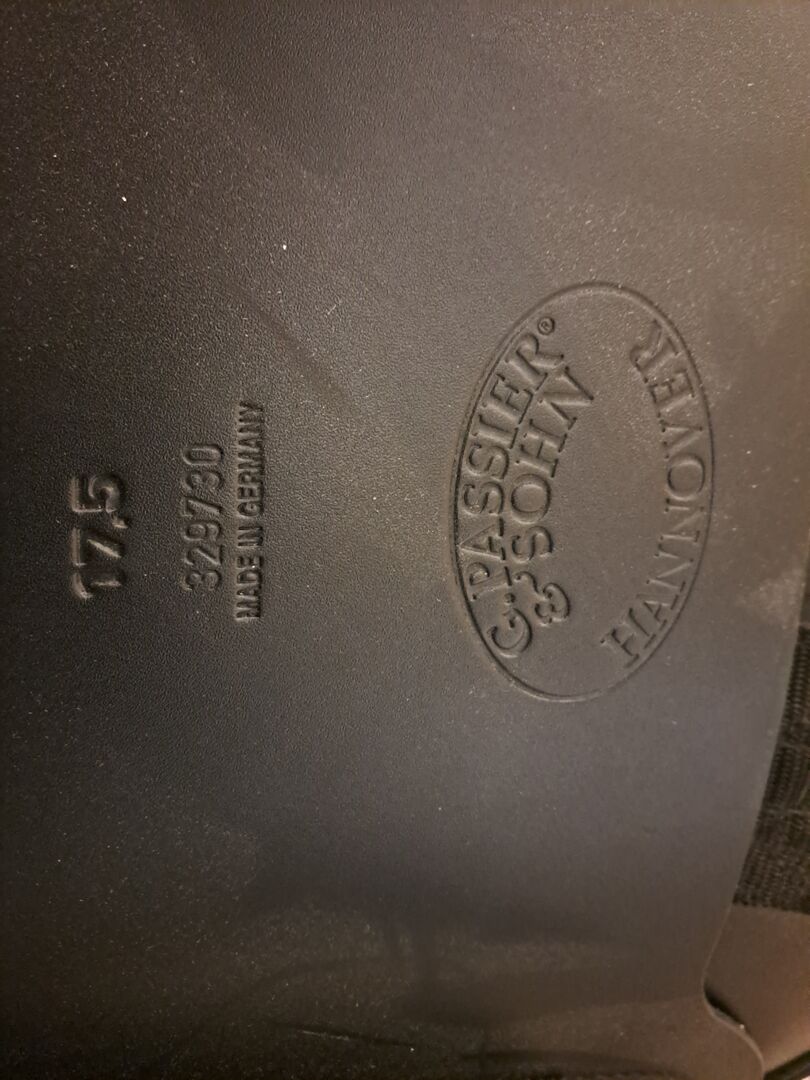 G. PASSIER®
& SOHN
HANNOVER
MADE IN GERMANY
329730
17,5